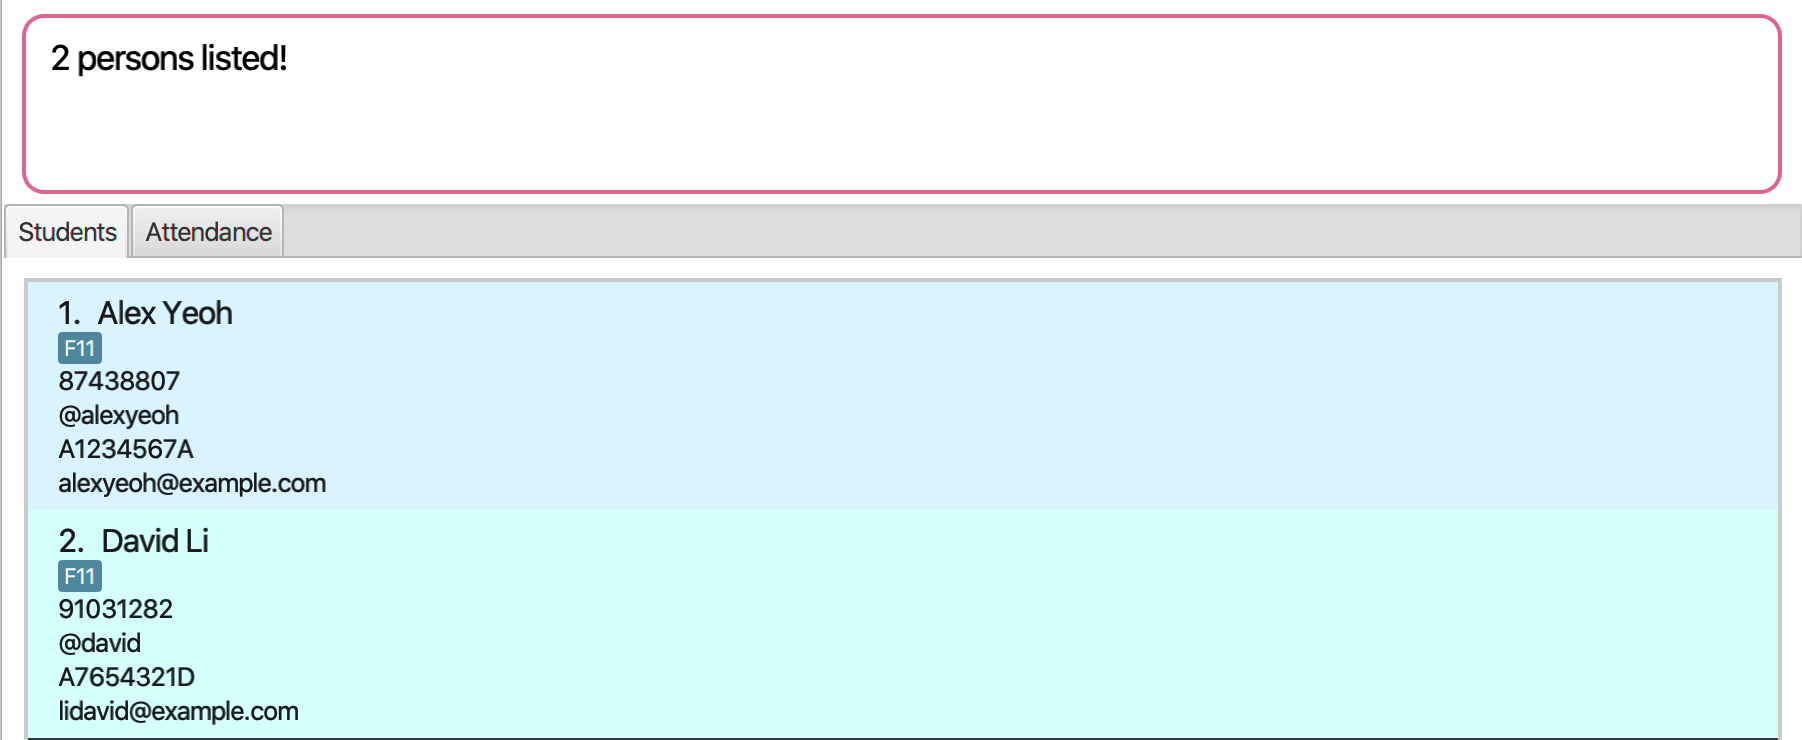 2 persons listed!
Students Attendance
1. Alex Yeoh
F11
87438807
@alexyeoh
A1234567A
alexyeoh@example.com
2. David Li
F11
91031282
@david
A7654321D
lidavid@example.com